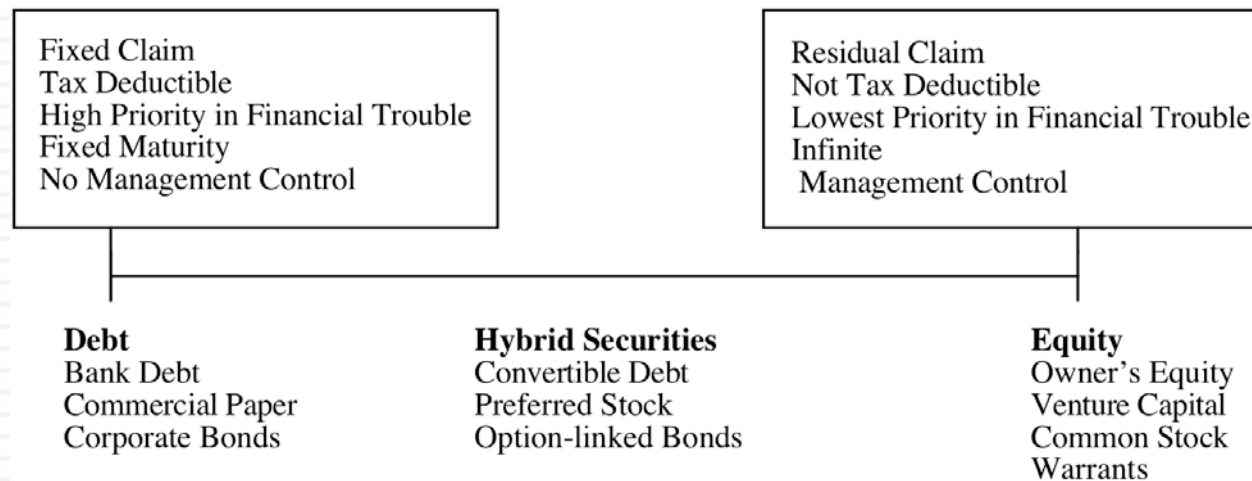 Fixed Claim
Tax Deductible
High Priority in Financial Trouble
Fixed Maturity
No Management Control
Residual Claim
Not Tax Deductible
Lowest Priority in Financial Trouble
Infinite
Management Control
Debt
Bank Debt
Commercial Paper
Corporate Bonds
Hybrid Securities
Convertible Debt
Preferred Stock
Option-linked Bonds
Equity
Owner's Equity
Venture Capital
Common Stock
Warrants